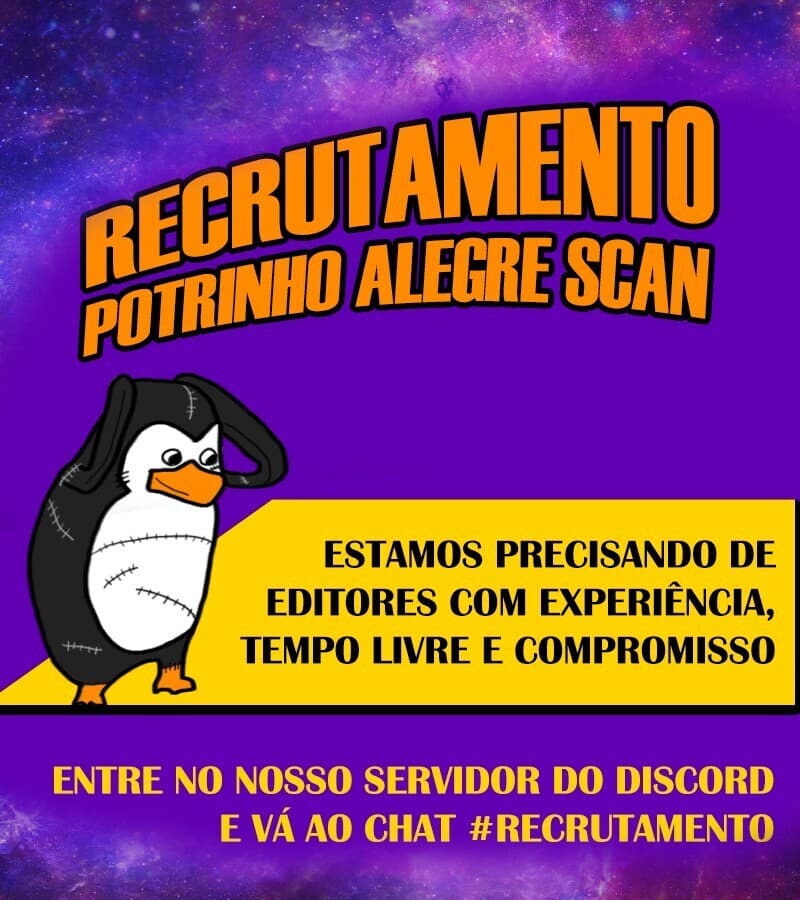 RECRUTAMENTO
POTRINHO ALEGRE SCAN
ESTAMOS PRECISANDO DE
EDITORES COM EXPERIÊNCIA,
TEMPO LIVRE E COMPROMISSO
ENTRE NO NOSSO SERVIDOR DO DISCORD
E VÁ AO CHAT #RECRUTAMENTO